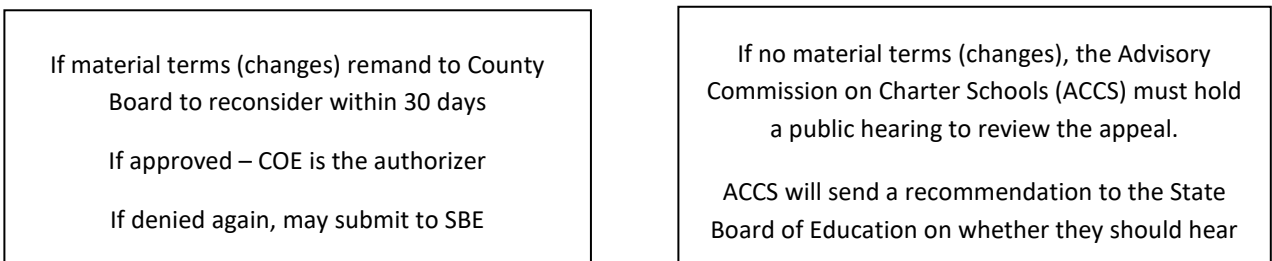 If material terms (changes) remand to County
Board to reconsider within 30 days
If approved – COE is the authorizer
If denied again, may submit to SBE
If no material terms (changes), the Advisory
Commission on Charter Schools (ACCS) must hold
a public hearing to review the appeal.
ACCS will send a recommendation to the State
Board of Education on whether they should hear